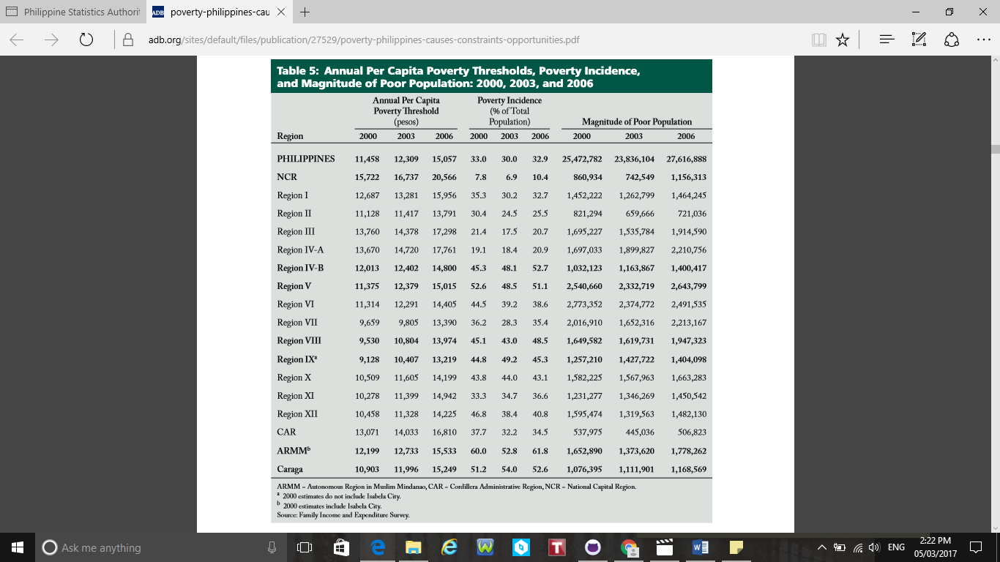 Philippine Statistics Authorit
ADB poverty-philippines-cau
adb.org/sites/default/files/publication/27529/poverty-philippines-causes-constraints-opportunities.pdf
Table 5: Annual Per Capita Poverty Thresholds, Poverty Incidence,
and Magnitude of Poor Population: 2000, 2003, and 2006
Annual Per Capita Poverty Incidence
Poverty Threshold (% of Total
(pesos) Population) Magnitude of Poor Population
Region 2000 2003 2006 2000 2003 2006 2000 2003 2006
PHILIPPINES 11,458 12,309 15,057 33.0 30.0 32.9 25,472,782 23,836,104 27,616,888
NCR 15,722 16,737 20,566 7.8 6.9 10.4 860,934 742,549 1,156,313
Region I 12,687 13,281 15,956 35.3 30.2 32.7 1,452,222 1,262,799 1,464,245
Region II 11,128 11,417 13,791 30.4 24.5 25.5 821,294 659,666 721,036
Region III 13,760 14,378 17,298 21.4 17.5 20.7 1,695,227 1,535,784 1,914,590
Region IV-A 13,670 14,720 17,761 19.1 18.4 20.9 1,697,033 1,899,827 2,210,756
Region IV-B 12,013 12,402 14,800 45.3 48.1 52.7 1,032,123 1,163,867 1,400,417
Region V 11,375 12,379 15,015 52.6 48.5 51.1 2,540,660 2,332,719 2,643,799
Region VI 11,314 12,291 14,405 44.5 39.2 38.6 2,773,352 2,374,772 2,491,535
Region VII 9,659 9,805 13,390 36.2 28.3 35.4 2,016,910 1,652,316 2,213,167
Region VIII 9,530 10,804 13,974 45.1 43.0 48.5 1,649,582 1,619,731 1,947,323
Region IXª 9,128 10,407 13,219 44.8 49.2 45.3 1,257,210 1,427,722 1,404,098
Region X 10,509 11,605 14,199 43.8 44.0 43.1 1,582,225 1,567,963 1,663,283
Region XI 10,278 11,399 14,942 33.3 34.7 36.6 1,231,277 1,346,269 1,450,542
Region XII 10,458 11,328 14,225 46.8 38.4 40.8 1,595,474 1,319,563 1,482,130
CAR 13,071 14,033 16,810 37.7 32.2 34.5 537,975 445,036 506,823
ARMMᵇ 12,199 12,733 15,533 60.0 52.8 61.8 1,652,890 1,373,620 1,778,262
Caraga 10,903 11,996 15,249 51.2 54.0 52.6 1,076,395 1,111,901 1,168,569
ARMM = Autonomous Region in Muslim Mindanao, CAR = Cordillera Administrative Region, NCR = National Capital Region.
ª 2000 estimates do not include Isabela City.
ᵇ 2000 estimates include Isabela City.
Source: Family Income and Expenditure Survey.
Ask me anything
ENG
2:22 PM
05/03/2017